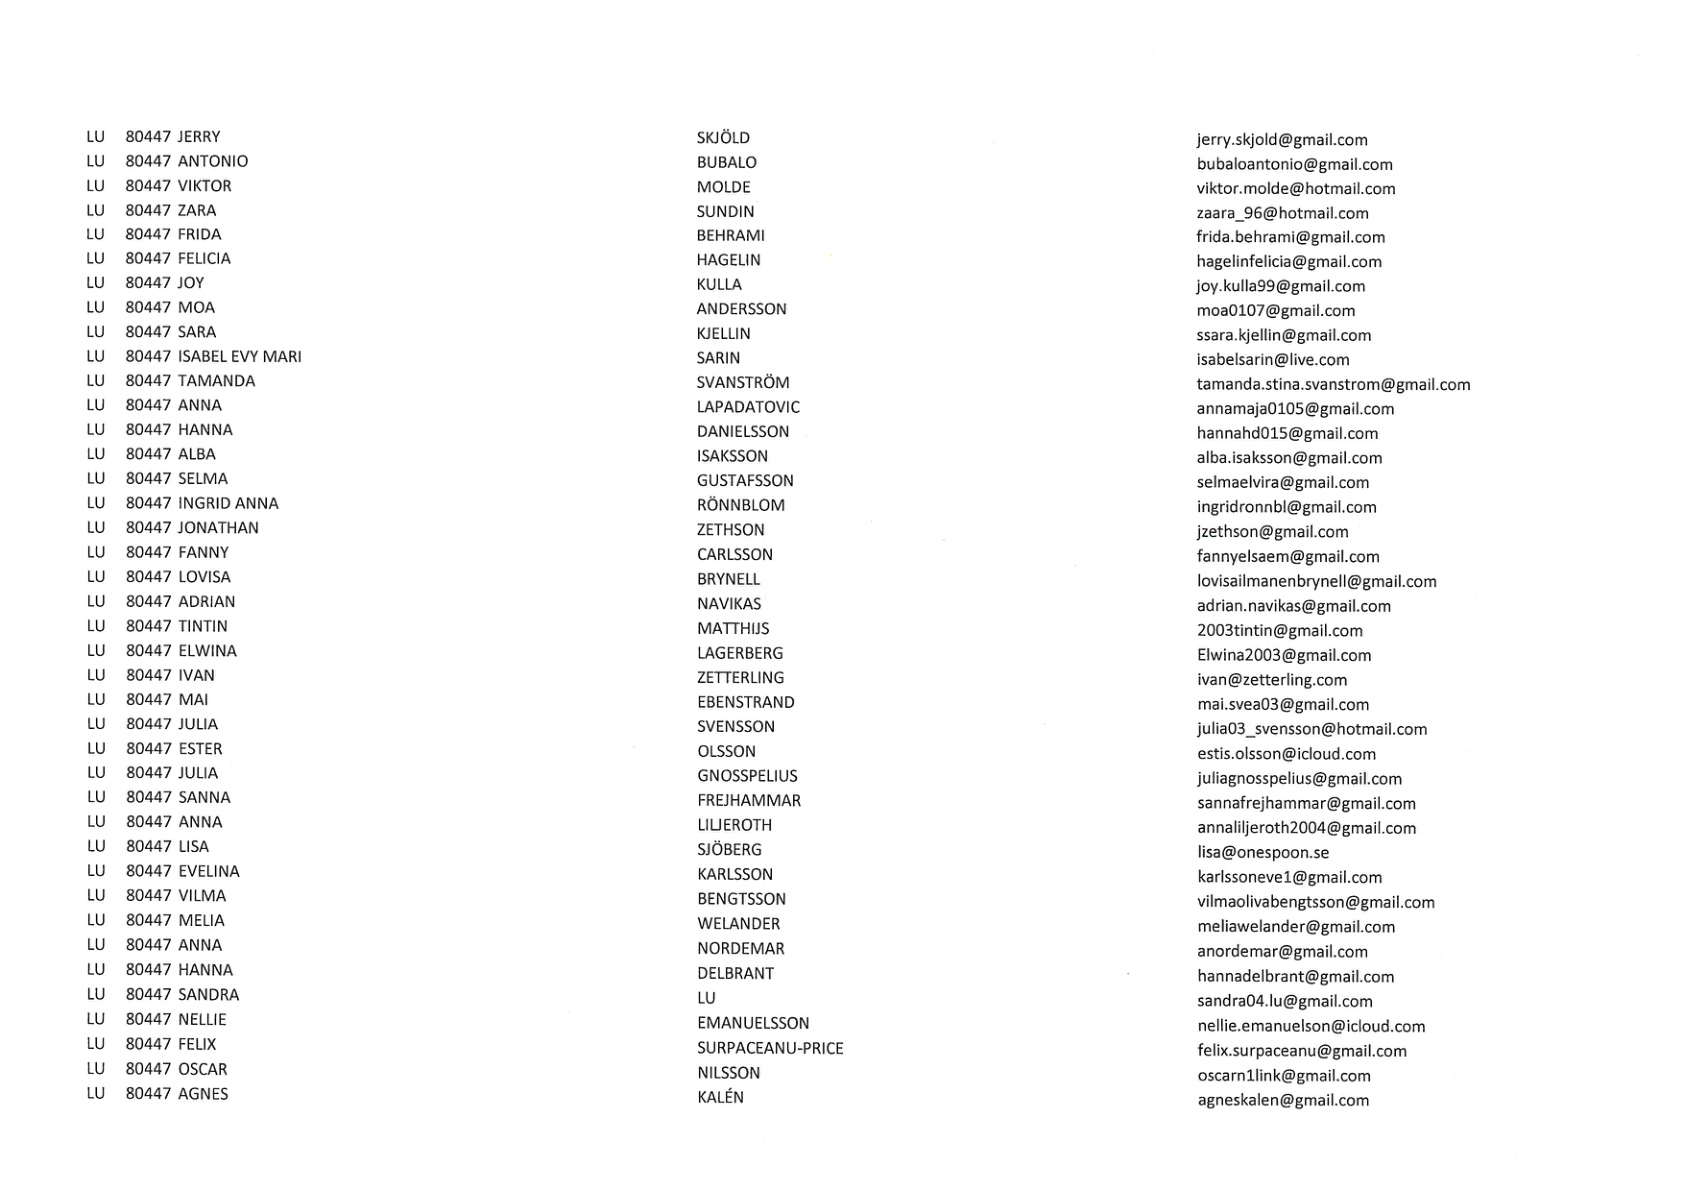 LU 80447 JERRY SKJÖLD jerry.skjold@gmail.com
LU 80447 ANTONIO BUBALO bubaloantonio@gmail.com
LU 80447 VIKTOR MOLDE viktor.molde@hotmail.com
LU 80447 ZARA SUNDIN zaara_96@hotmail.com
LU 80447 FRIDA BEHRAMI frida.behrami@gmail.com
LU 80447 FELICIA HAGELIN hagelinfelicia@gmail.com
LU 80447 JOY KULLA joy.kulla99@gmail.com
LU 80447 MOA ANDERSSON moa0107@gmail.com
LU 80447 SARA KJELLIN ssara.kjellin@gmail.com
LU 80447 ISABEL EVY MARI SARIN isabelsarin@live.com
LU 80447 TAMANDA SVANSTRÖM tamanda.stina.svanstrom@gmail.com
LU 80447 ANNA LAPADATOVIC annamaja0105@gmail.com
LU 80447 HANNA DANIELSSON hannahd015@gmail.com
LU 80447 ALBA ISAKSSON alba.isaksson@gmail.com
LU 80447 SELMA GUSTAFSSON selmaelvira@gmail.com
LU 80447 INGRID ANNA RÖNNBLOM ingridronnbl@gmail.com
LU 80447 JONATHAN ZETHSON jzethson@gmail.com
LU 80447 FANNY CARLSSON fannyelsaem@gmail.com
LU 80447 LOVISA BRYNELL lovisailmanenbrynell@gmail.com
LU 80447 ADRIAN NAVIKAS adrian.navikas@gmail.com
LU 80447 TINTIN MATTHIJS 2003tintin@gmail.com
LU 80447 ELWINA LAGERBERG Elwina2003@gmail.com
LU 80447 IVAN ZETTERLING ivan@zetterling.com
LU 80447 MAI EBENSTRAND mai.svea03@gmail.com
LU 80447 JULIA SVENSSON julia03_svensson@hotmail.com
LU 80447 ESTER OLSSON estis.olsson@icloud.com
LU 80447 JULIA GNOSSPELIUS juliagnosspelius@gmail.com
LU 80447 SANNA FREJHAMMAR sannafrejhammar@gmail.com
LU 80447 ANNA LILJEROTH annaliljeroth2004@gmail.com
LU 80447 LISA SJÖBERG lisa@onespoon.se
LU 80447 EVELINA KARLSSON karlssoneve1@gmail.com
LU 80447 VILMA BENGTSSON vilmaolivabengtsson@gmail.com
LU 80447 MELIA WELANDER meliawelander@gmail.com
LU 80447 ANNA NORDEMAR anordemar@gmail.com
LU 80447 HANNA DELBRANT hannadelbrant@gmail.com
LU 80447 SANDRA LU sandra04.lu@gmail.com
LU 80447 NELLIE EMANUELSSON nellie.emanuelson@icloud.com
LU 80447 FELIX SURPACEANU-PRICE felix.surpaceanu@gmail.com
LU 80447 OSCAR NILSSON oscarn1link@gmail.com
LU 80447 AGNES KALÉN agneskalen@gmail.com